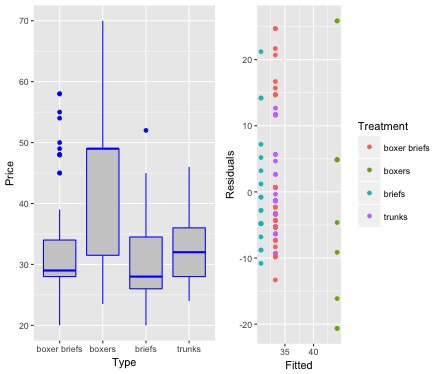 70
60
50
40
30
20
Price
boxer briefs boxers briefs trunks
Type
20
10
0
-10
-20
Residuals
35 40
Fitted
Treatment
boxer briefs
boxers
briefs
trunks